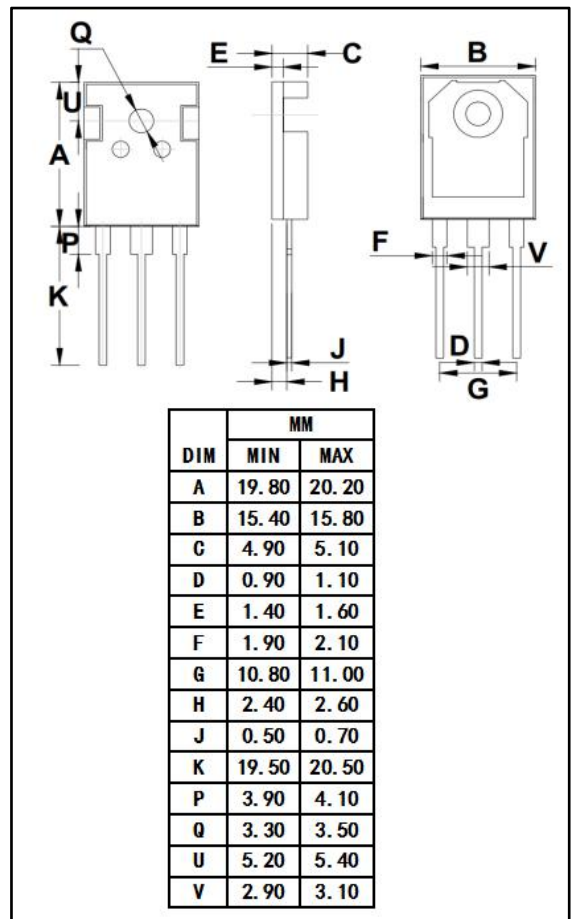 Q
E C B
U
A
P
F V
K
J D
H G
MM
DIM MIN MAX
A 19.80 20.20
B 15.40 15.80
C 4.90 5.10
D 0.90 1.10
E 1.40 1.60
F 1.90 2.10
G 10.80 11.00
H 2.40 2.60
J 0.50 0.70
K 19.50 20.50
P 3.90 4.10
Q 3.30 3.50
U 5.20 5.40
V 2.90 3.10